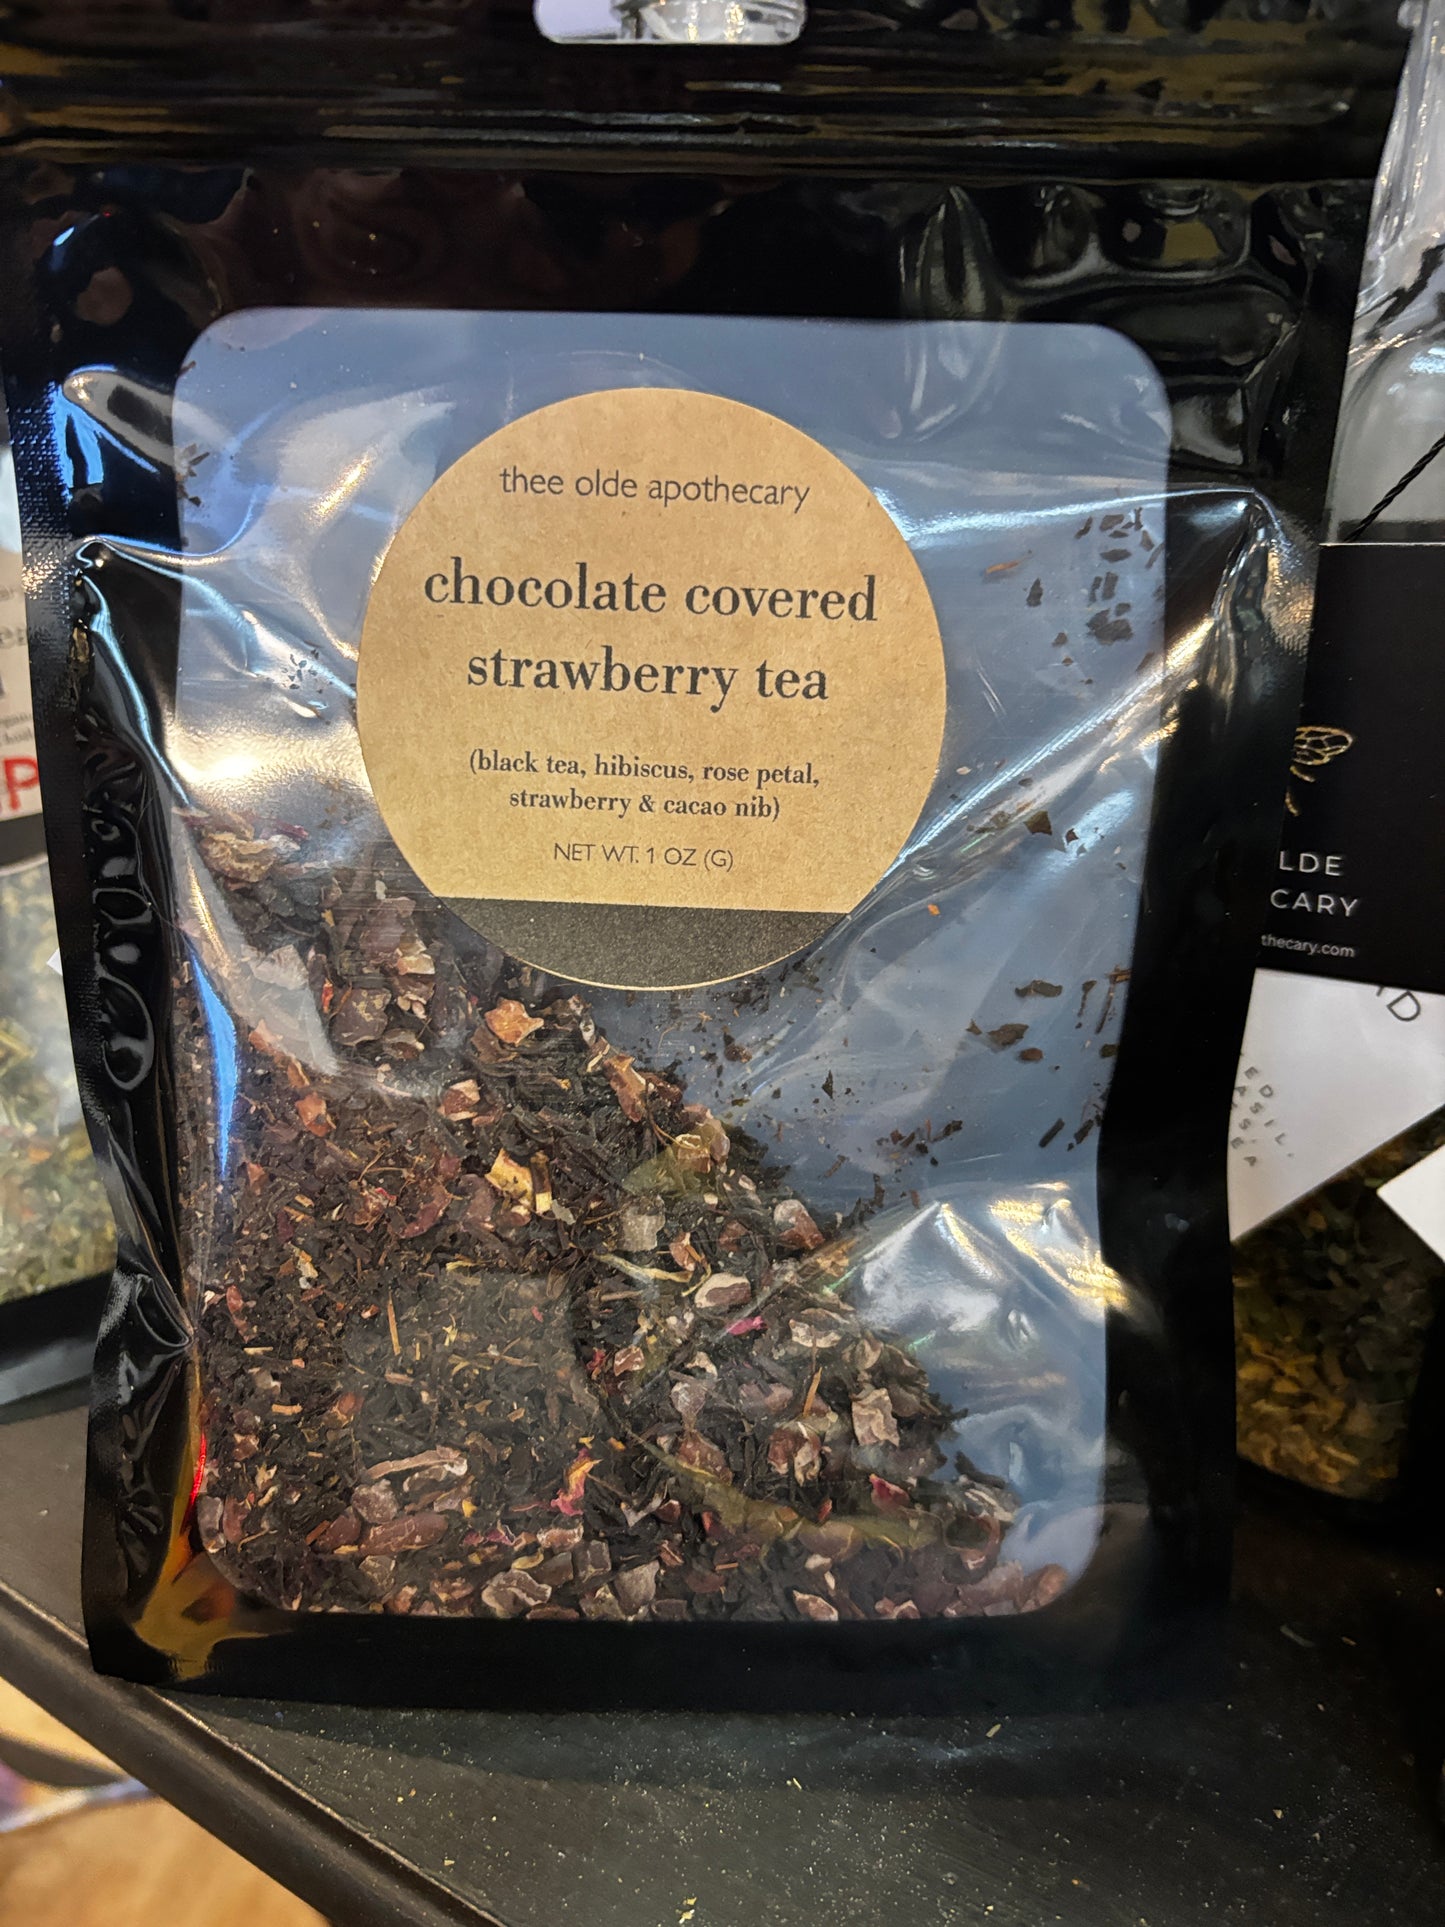 thee olde apothecary
chocolate covered
strawberry tea
(black tea, hibiscus, rose petal,
strawberry & cacao nib)
NET WT. 1 OZ (G)
LDE
CARY
thecary.com